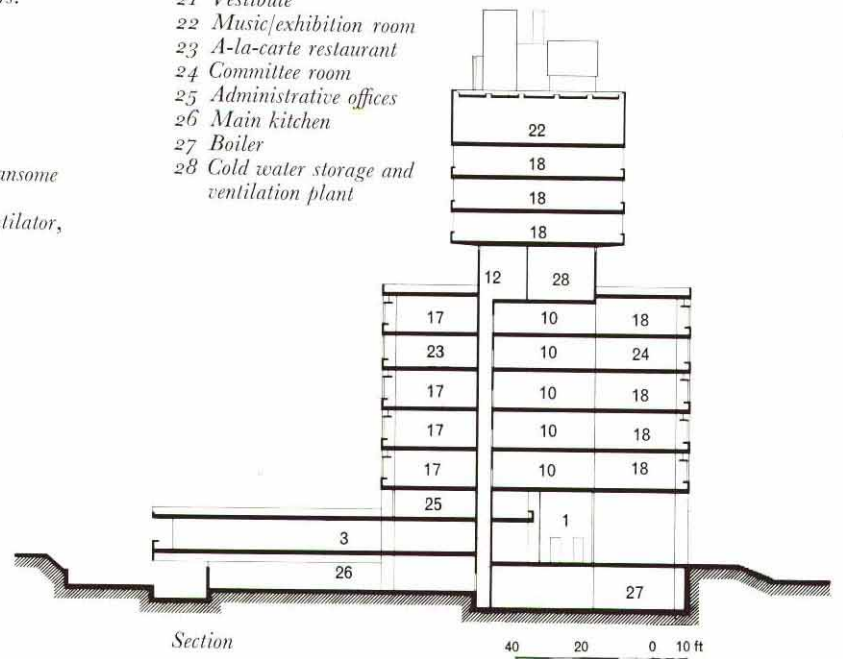 21 Vestibule
22 Music/exhibition room
23 A-la-carte restaurant
24 Committee room
25 Administrative offices
26 Main kitchen
27 Boiler
28 Cold water storage and
ventilation plant
22
18
18
18
12 28
17 10 18
23 10 24
17 10 18
17 10 18
17 10 18
25
1
3
26
27
Section
40 20 0 10 ft